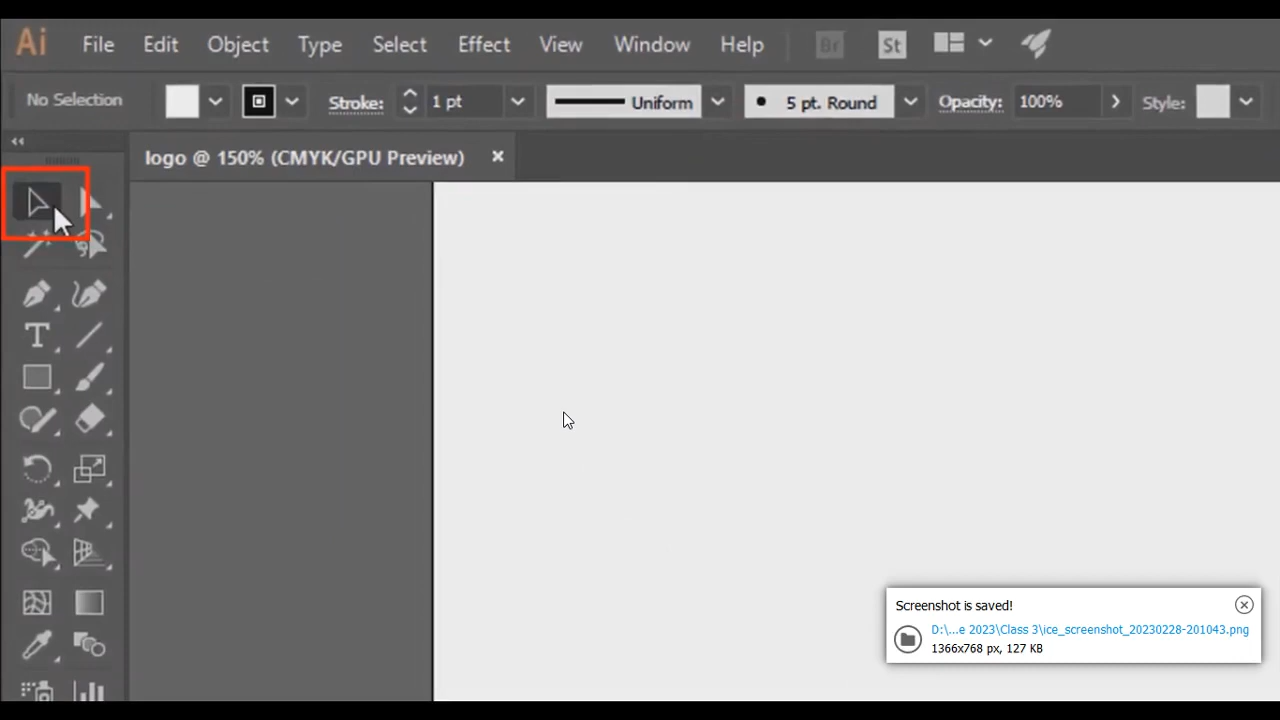 Ai File Edit Object Type Select Effect View Window Help Br St
No Selection Stroke: 1 pt Uniform 5 pt. Round Opacity: 100% Style:
logo @ 150% (CMYK/GPU Preview)
Screenshot is saved!
D:\...e 2023\Class 3\ice_screenshot_20230228-201043.png
1366x768 px, 127 KB